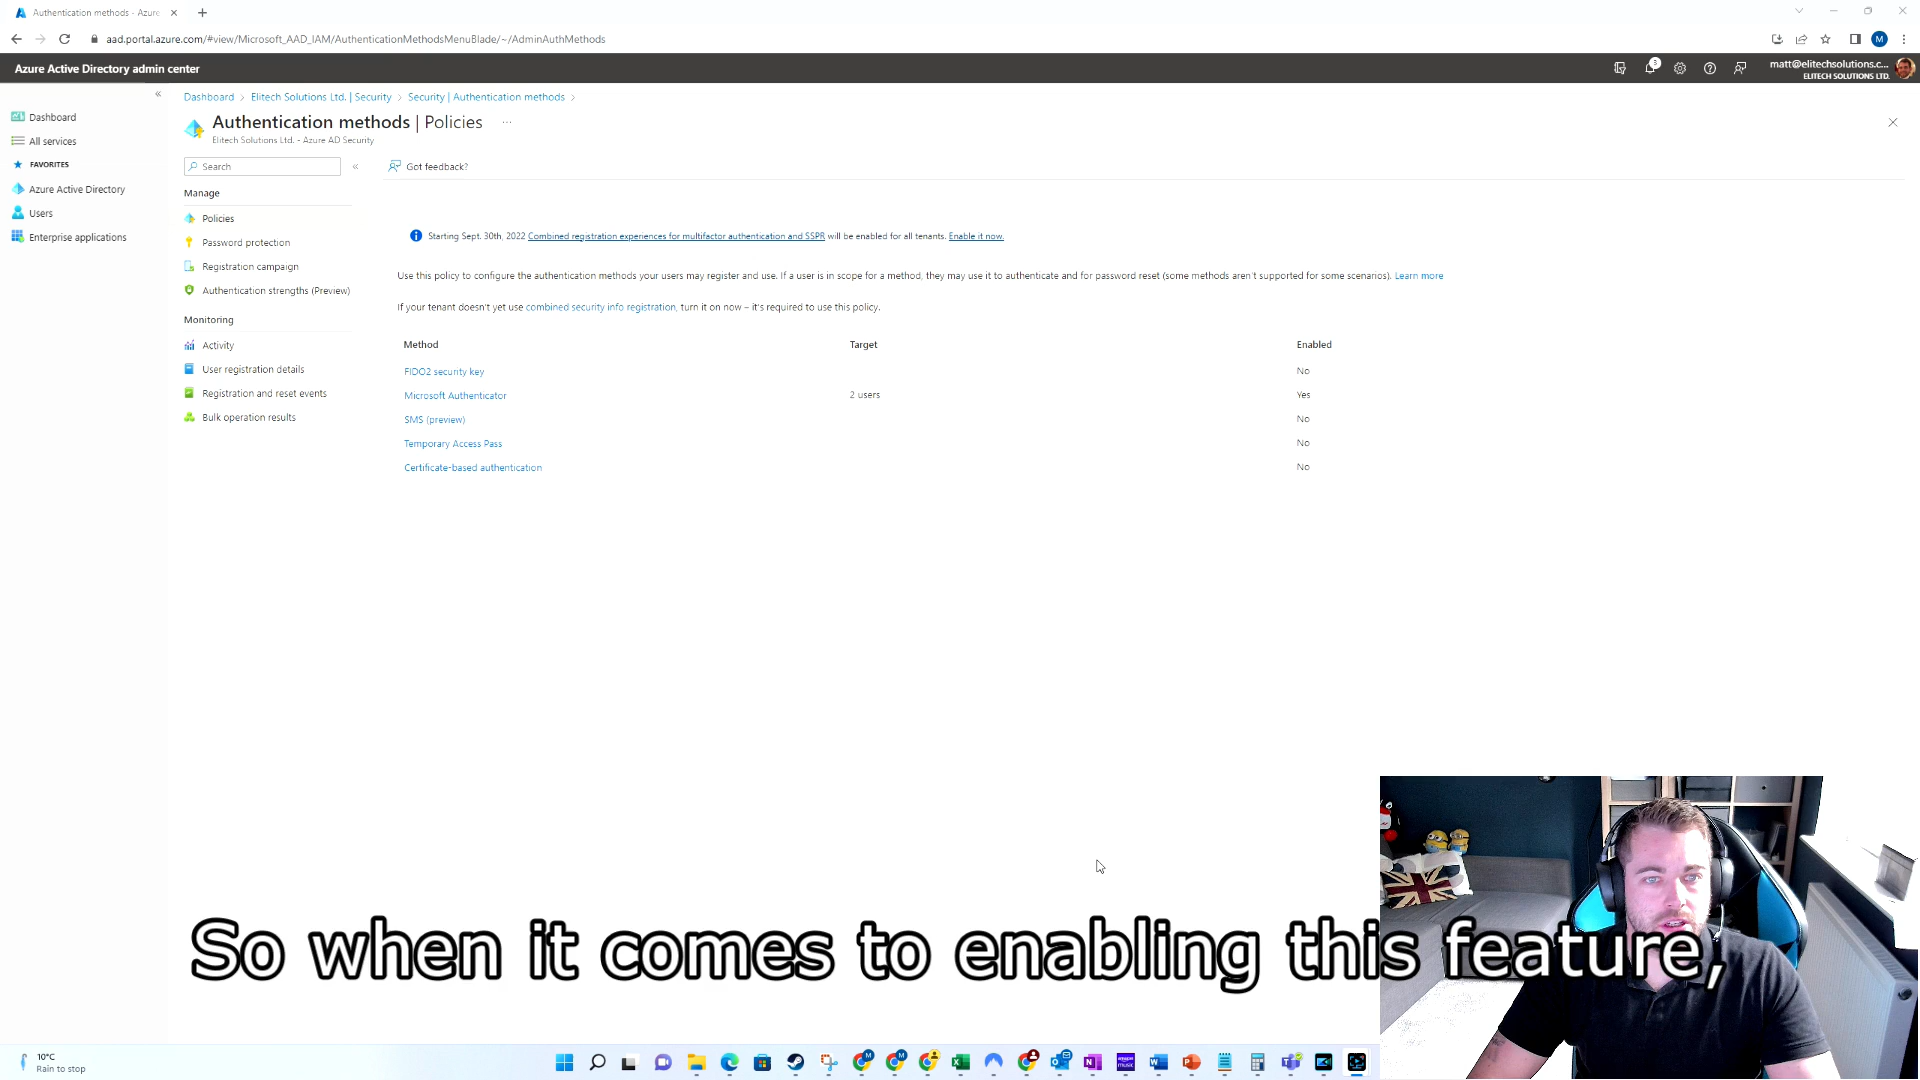 Authentication methods - Azure
aad.portal.azure.com/#view/Microsoft_AAD_IAM/AuthenticationMethodsMenuBlade/~/AdminAuthMethods
M
Azure Active Directory admin center
3
matt@elitechsolutions.c...
ELITECH SOLUTIONS LTD.
Dashboard
All services
FAVORITES
Azure Active Directory
Users
Enterprise applications
Dashboard > Elitech Solutions Ltd. | Security > Security | Authentication methods >
Authentication methods | Policies ...
Elitech Solutions Ltd. - Azure AD Security
Search
Got feedback?
Manage
Policies
Password protection
Registration campaign
Authentication strengths (Preview)
Monitoring
Activity
User registration details
Registration and reset events
Bulk operation results
Starting Sept. 30th, 2022 Combined registration experiences for multifactor authentication and SSPR will be enabled for all tenants. Enable it now.
Use this policy to configure the authentication methods your users may register and use. If a user is in scope for a method, they may use it to authenticate and for password reset (some methods aren't supported for some scenarios). Learn more
If your tenant doesn't yet use combined security info registration, turn it on now – it's required to use this policy.
Method Target Enabled
FIDO2 security key No
Microsoft Authenticator 2 users Yes
SMS (preview) No
Temporary Access Pass No
Certificate-based authentication No
So when it comes to enabling this feature,
10°C
Rain to stop